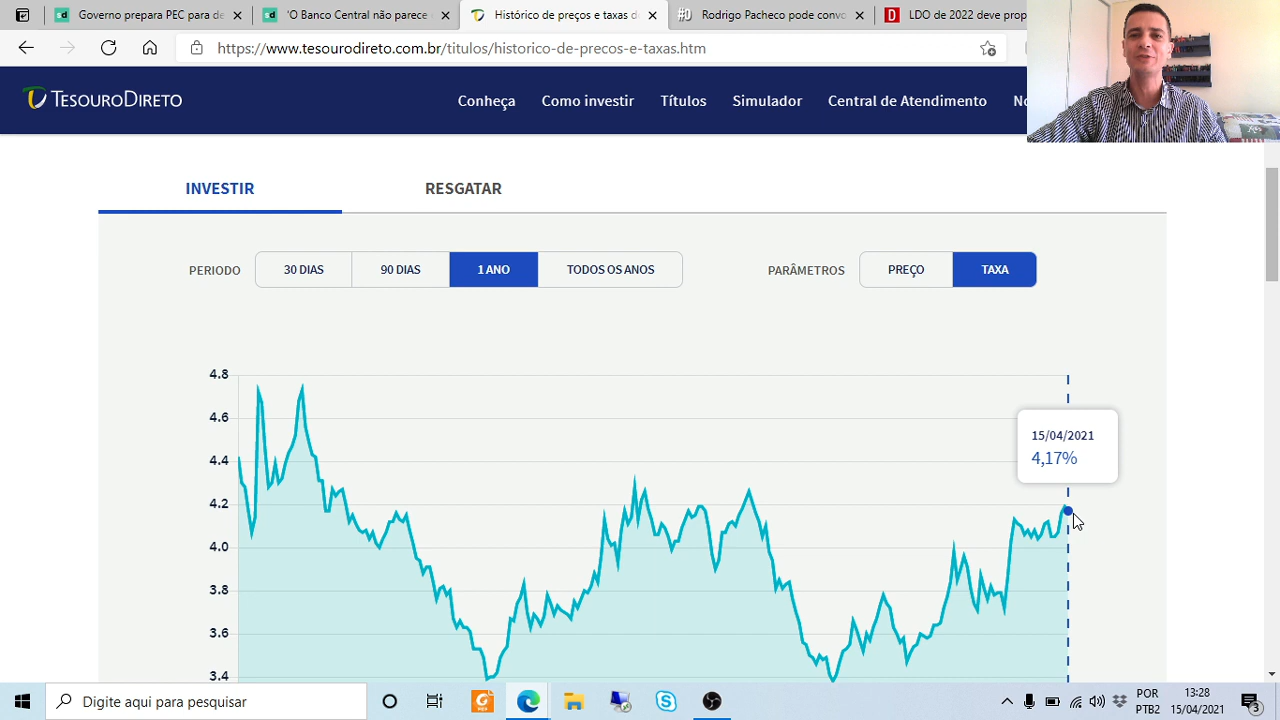 governo para PEC para de
'O Banco Central não parece
Histórico de preços e taxas d
Rodrigo Pacheco pode convo
LDO de 2022 deve prop
https://www.tesourodireto.com.br/titulos/historico-de-precos-e-taxas.htm
TESOURODIRETO
Conheça
Como investir
Títulos
Simulador
Central de Atendimento
No
INVESTIR
RESGATAR
PERIODO
30 DIAS
90 DIAS
1 ANO
TODOS OS ANOS
PARÂMETROS
PREÇO
TAXA
4.8
4.6
4.4
4.2
4.0
3.8
3.6
3.4
15/04/2021
4,17%
Digite aqui para pesquisar
POR
PTB2
13:28
15/04/2021
3